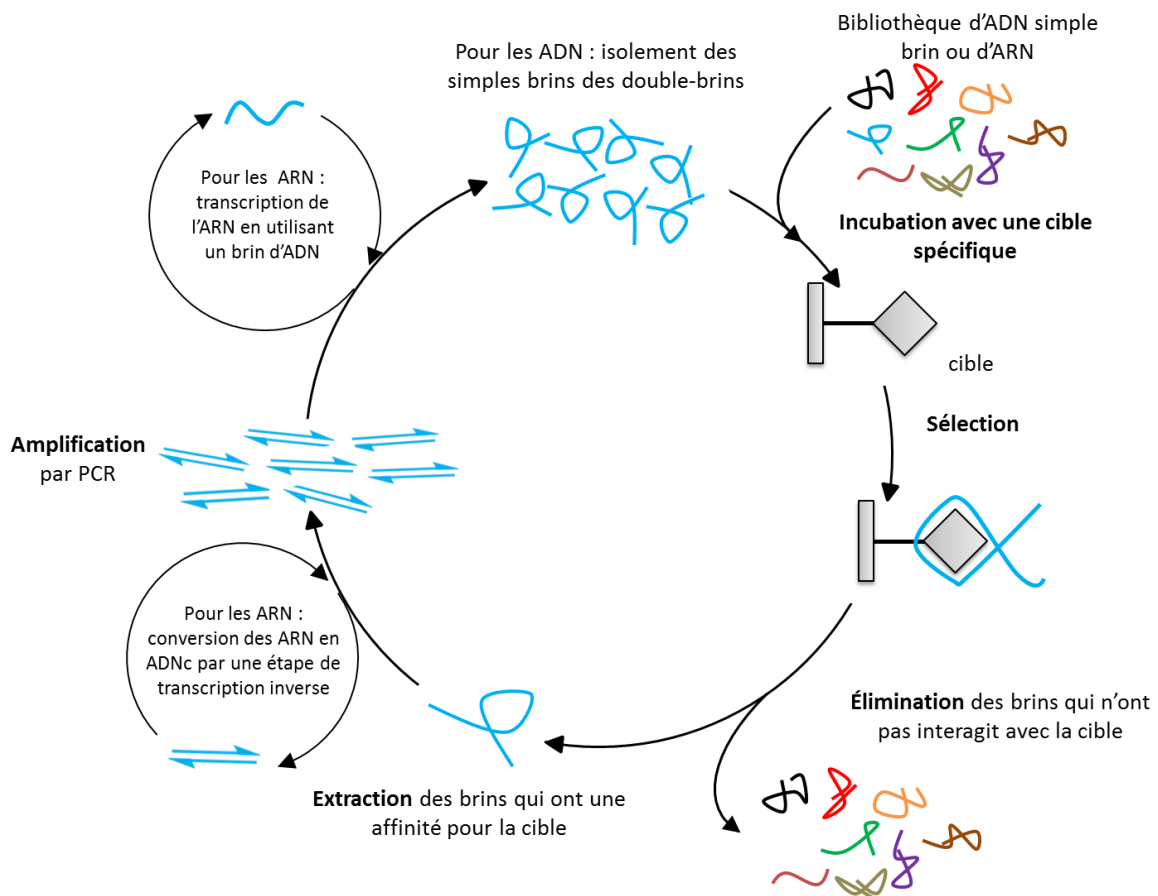 Bibliothèque d'ADN simple
brin ou d'ARN
Pour les ADN : isolement des
simples brins des double-brins
Pour les ARN :
transcription de
l'ARN en utilisant
un brin d'ADN
Incubation avec une cible
spécifique
cible
Sélection
Amplification
par PCR
Pour les ARN :
conversion des ARN en
ADNc par une étape de
transcription inverse
Élimination des brins qui n'ont
pas interagit avec la cible
Extraction des brins qui ont une
affinité pour la cible